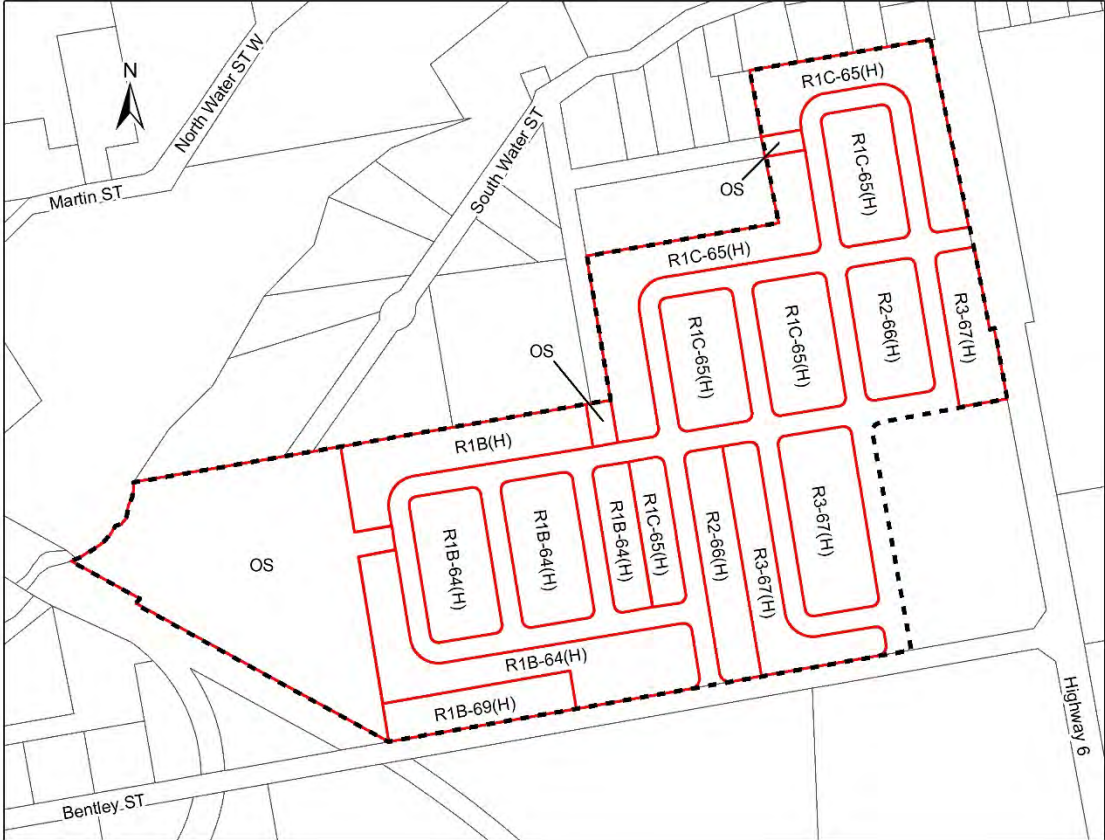 R1C-65(H)
N
North Water ST W
R1C-65(H)
South Water ST
OS
Martin ST
R1C-65(H)
R1C-65(H)
R1C-65(H)
R2-66(H)
R3-67(H)
OS
R1B(H)
R1B-64(H)
R1B-64(H)
R1B-64(H)
R1C-65(H)
R2-66(H)
R3-67(H)
R3-67(H)
OS
R1B-64(H)
R1B-69(H)
Highway 6
Bentley ST